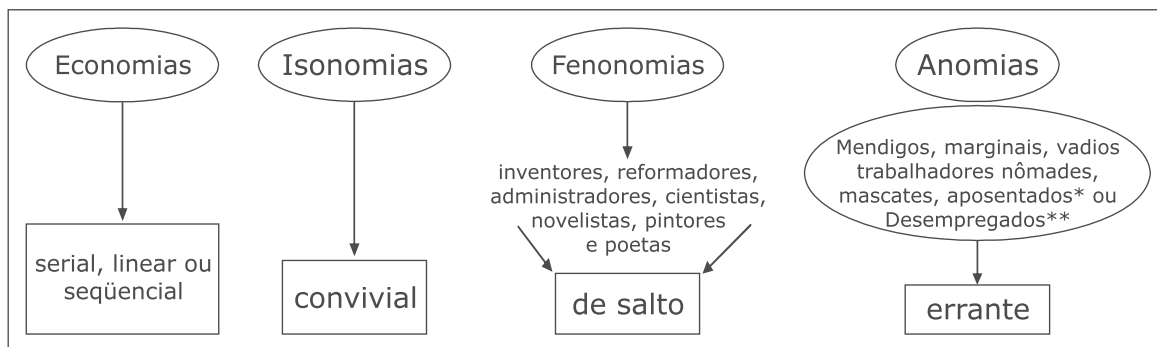 Economias
Isonomias
Fenonomias
Anomias
inventores, reformadores,
administradores, cientistas,
novelistas, pintores
e poetas
Mendigos, marginais, vadios
trabalhadores nômades,
mascates, aposentados* ou
Desempregados**
serial, linear ou
seqüencial
convivial
de salto
errante